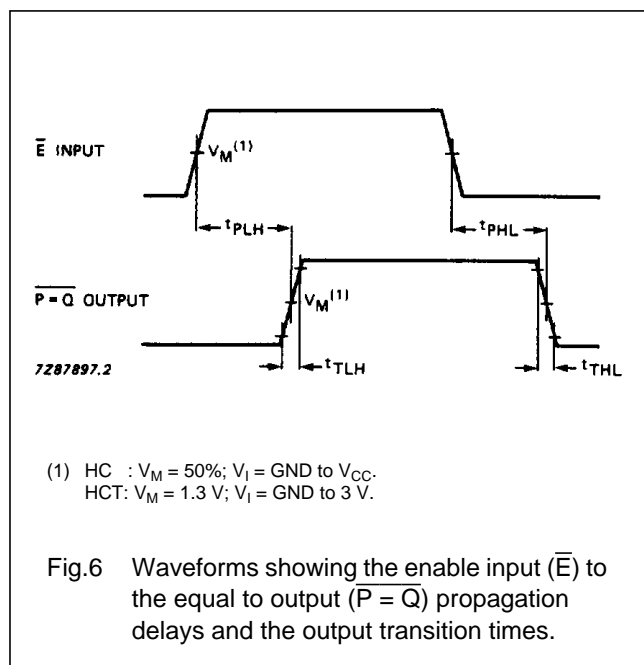 E̅ INPUT
V_M(1)
t_PLH
t_PHL
P̅ ̅=̅ ̅Q̅ OUTPUT
V_M(1)
7Z87897.2
t_TLH
t_THL
(1) HC : V_M = 50%; V_I = GND to V_CC.
HCT: V_M = 1.3 V; V_I = GND to 3 V.
Fig.6 Waveforms showing the enable input (E̅) to
the equal to output (P̅ ̅=̅ ̅Q̅) propagation
delays and the output transition times.